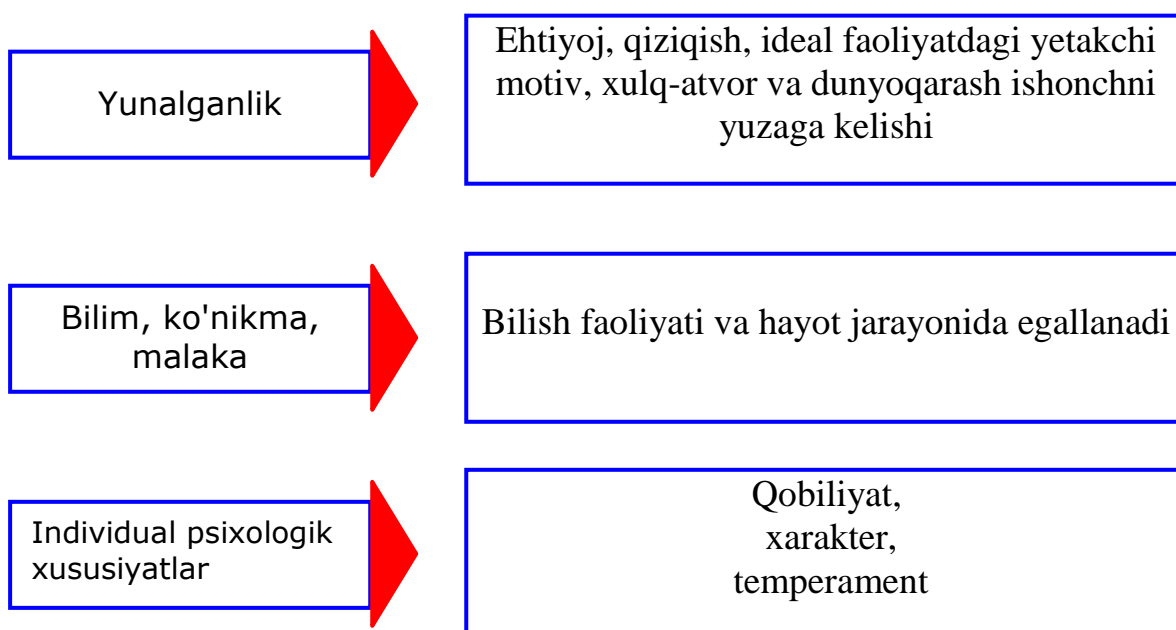 Yunalganlik
Ehtiyoj, qiziqish, ideal faoliyatdagi yetakchi
motiv, xulq-atvor va dunyoqarash ishonchni
yuzaga kelishi
Bilim, ko'nikma,
malaka
Bilish faoliyati va hayot jarayonida egallanadi
Individual psixologik
xususiyatlar
Qobiliyat,
xarakter,
temperament